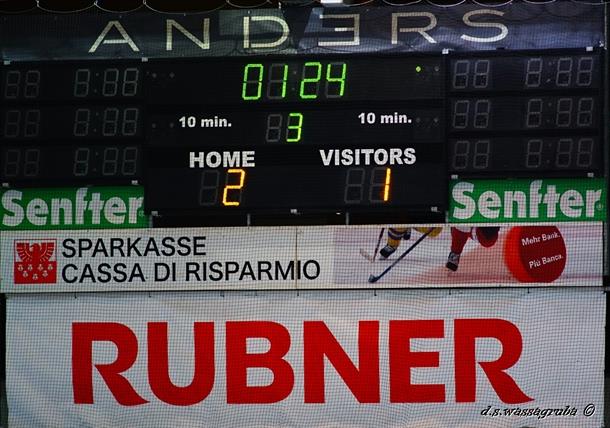 ANDERS
01 24
10 min. 3 10 min.
HOME VISITORS
2 1
Senfter Senfter®
SPARKASSE
CASSA DI RISPARMIO
Mehr Bank.
Più Banca.
RUBNER
d.s.wassagruba ©